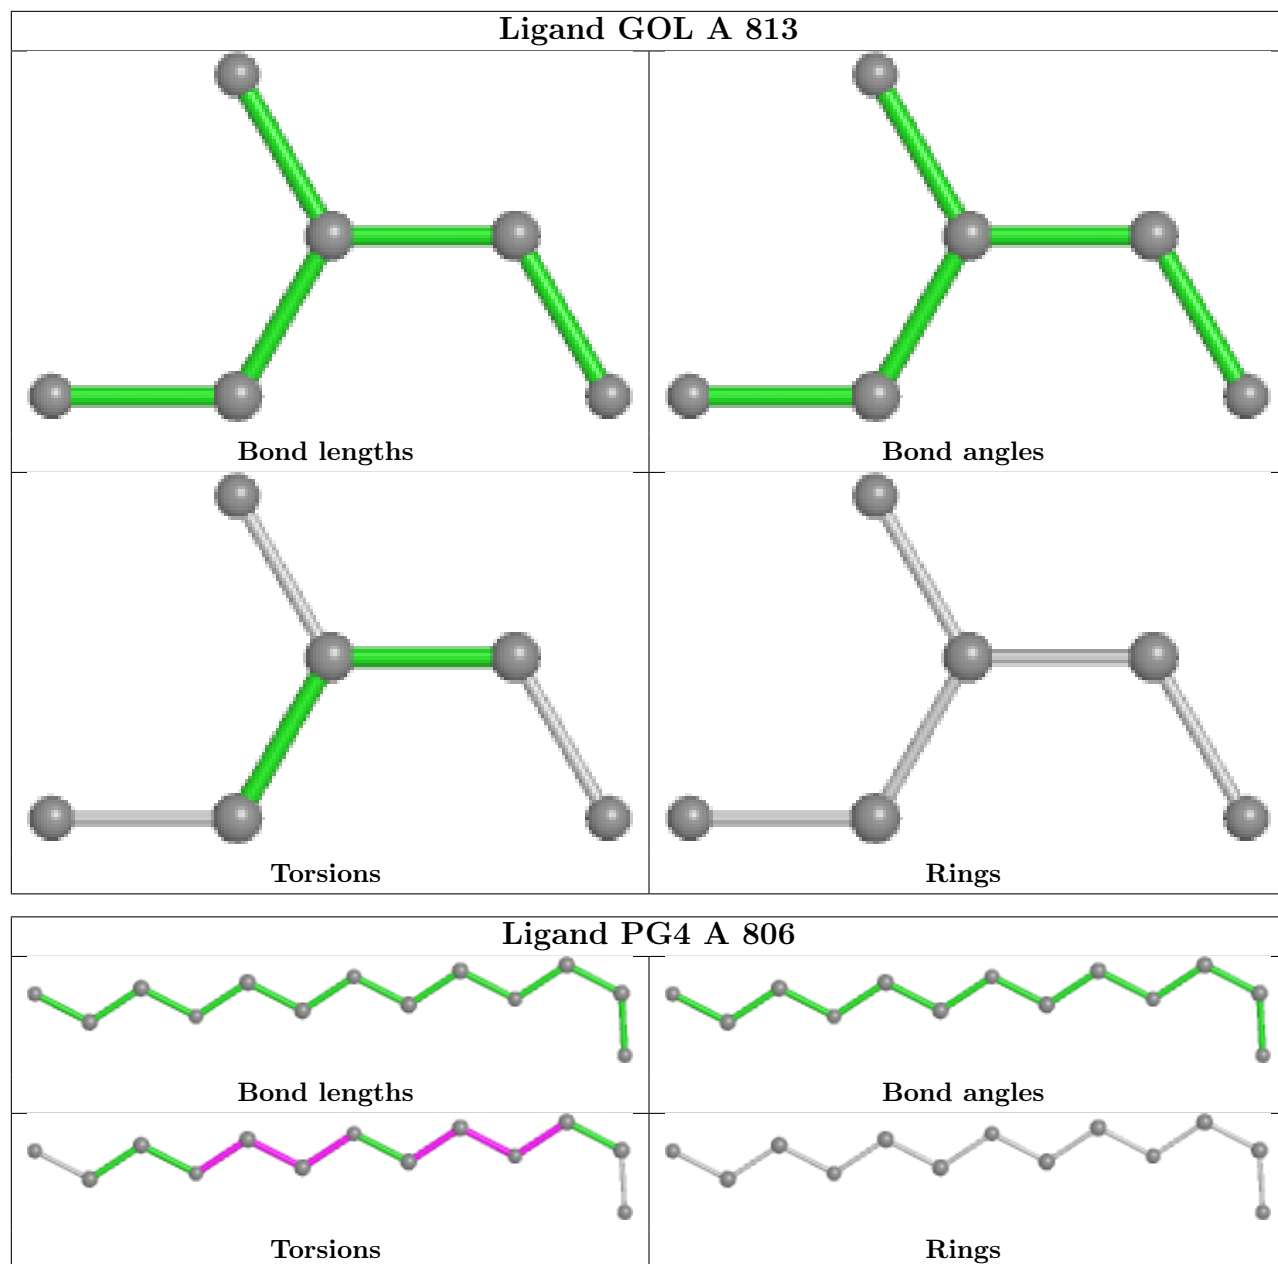 Ligand GOL A 813
Bond lengths
Bond angles
Torsions
Rings
Ligand PG4 A 806
Bond lengths
Bond angles
Torsions
Rings